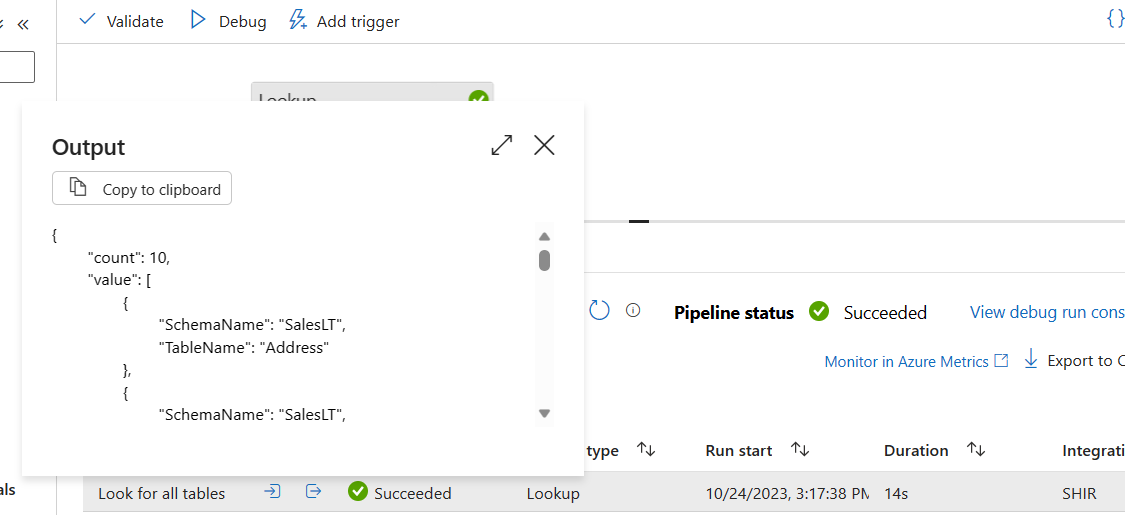 Validate
Debug
Add trigger
{}
Output
Copy to clipboard
{
"count": 10,
"value": [
{
"SchemaName": "SalesLT",
"TableName": "Address"
},
{
"SchemaName": "SalesLT",
Pipeline status
Succeeded
View debug run cons
Monitor in Azure Metrics
Export to C
type
Run start
Duration
Integrati
als
Look for all tables
Succeeded
Lookup
10/24/2023, 3:17:38 PM
14s
SHIR